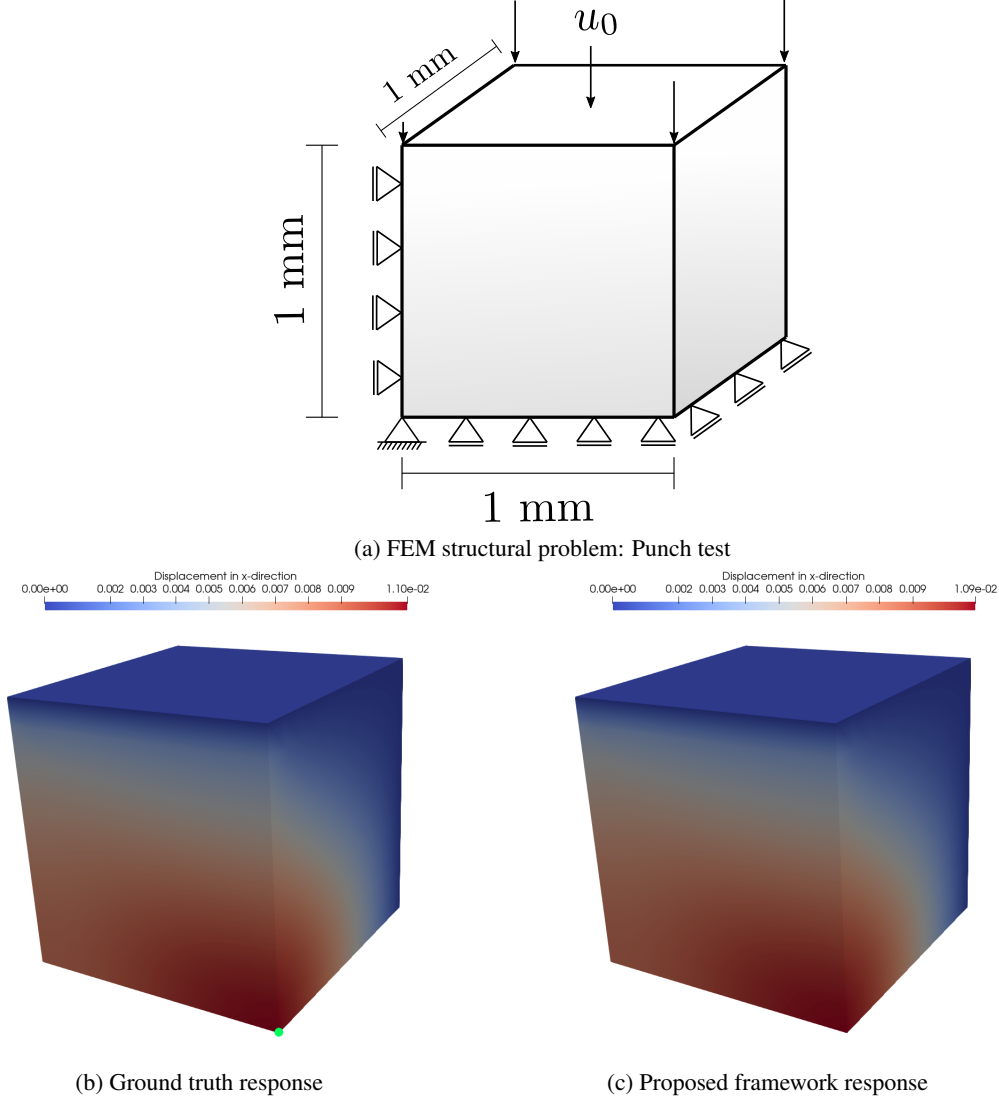 u₀
1 mm
1 mm
1 mm
(a) FEM structural problem: Punch test
Displacement in x-direction
0.00e+00 0.002 0.003 0.004 0.005 0.006 0.007 0.008 0.009 1.10e-02
Displacement in x-direction
0.00e+00 0.002 0.003 0.004 0.005 0.006 0.007 0.008 0.009 1.09e-02
(b) Ground truth response
(c) Proposed framework response